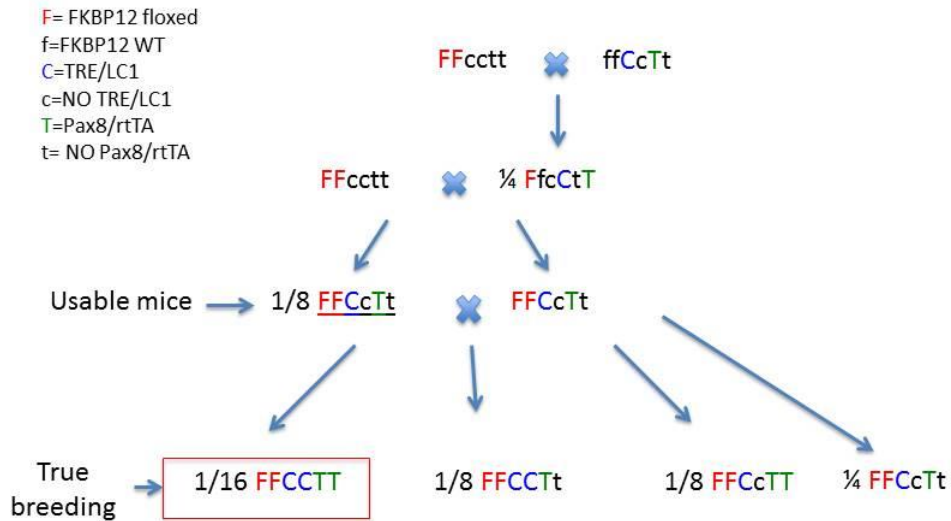 F= FKBP12 floxed
f=FKBP12 WT
C=TRE/LC1
c=NO TRE/LC1
T=Pax8/rtTA
t= NO Pax8/rtTA
FFcctt ffCcTt
FFcctt ¼ FfcCtT
Usable mice 1/8 FFCcTt FFCcTt
True
breeding
1/16 FFCCTT 1/8 FFCCTt 1/8 FFCcTT ¼ FFCcTt